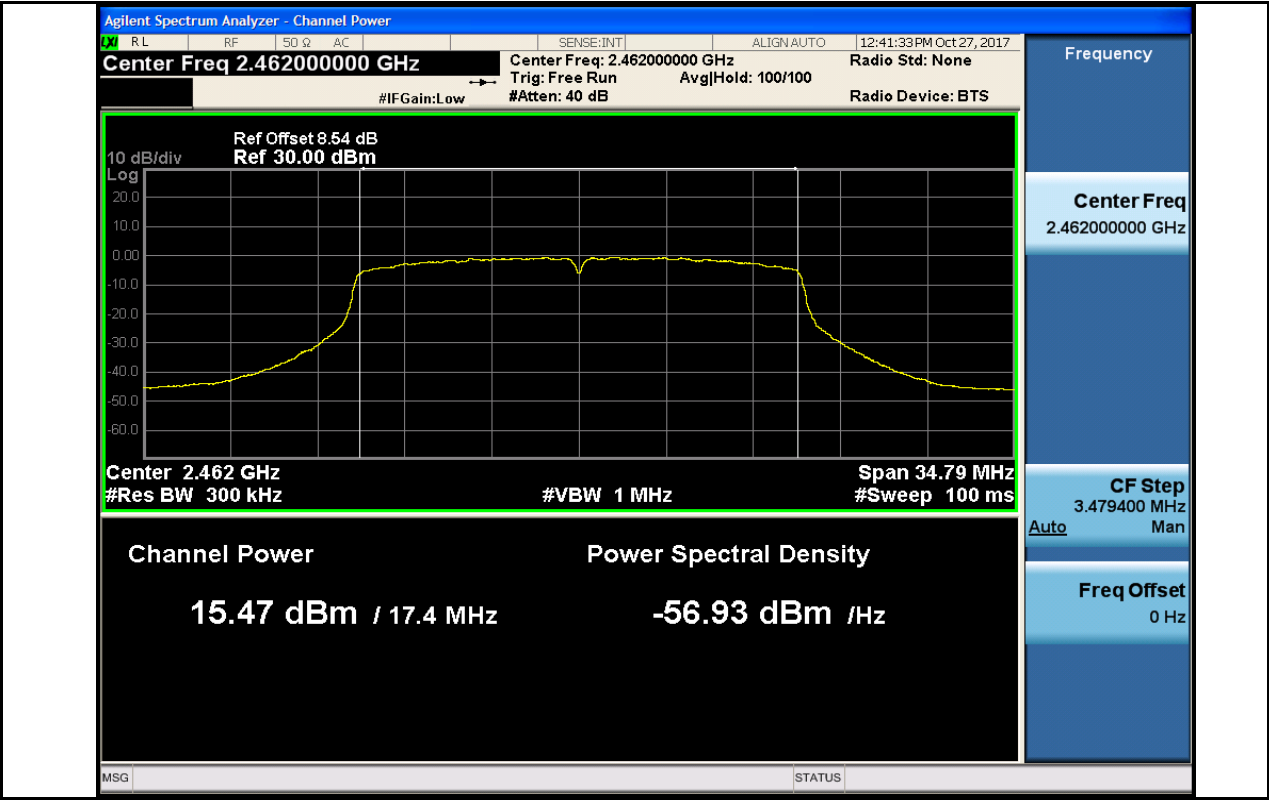 Agilent Spectrum Analyzer - Channel Power
LXI RL RF 50 Ω AC SENSE:INT ALIGN AUTO 12:41:33 PM Oct 27, 2017
Center Freq 2.462000000 GHz
Center Freq: 2.462000000 GHz
Radio Std: None
Trig: Free Run Avg|Hold: 100/100
#IFGain:Low
#Atten: 40 dB
Radio Device: BTS
Ref Offset 8.54 dB
10 dB/div Ref 30.00 dBm
Log
20.0
10.0
0.00
-10.0
-20.0
-30.0
-40.0
-50.0
-60.0
Center 2.462 GHz Span 34.79 MHz
#Res BW 300 kHz #VBW 1 MHz #Sweep 100 ms
Channel Power Power Spectral Density
15.47 dBm / 17.4 MHz -56.93 dBm /Hz
Frequency
Center Freq
2.462000000 GHz
CF Step
3.479400 MHz
Auto Man
Freq Offset
0 Hz
MSG STATUS